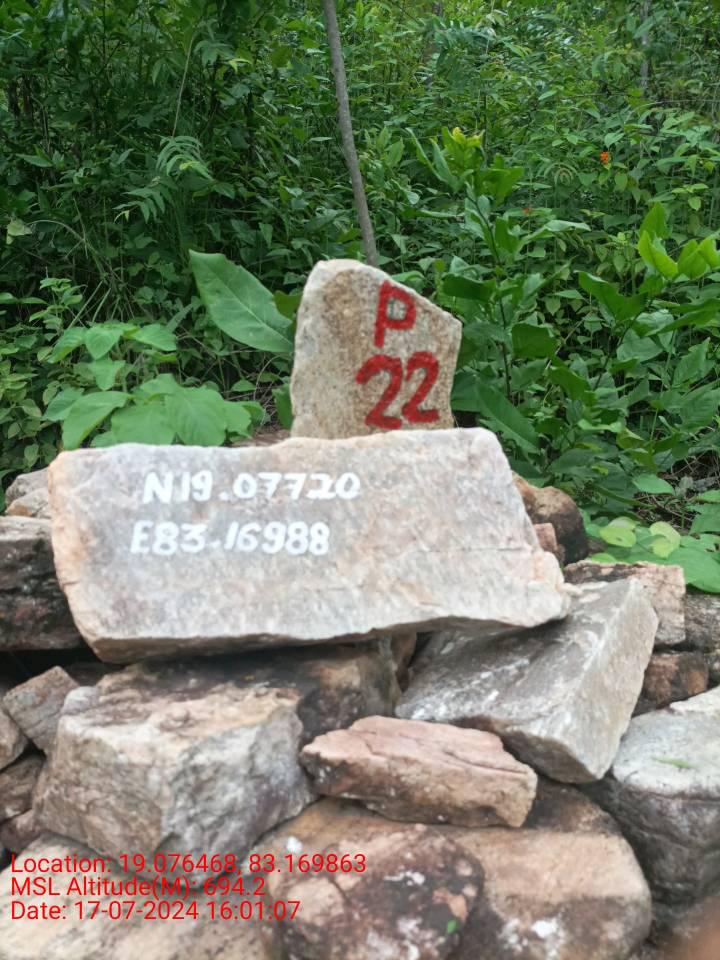 P
22
N19.07720
E83.16988
Location: 19.076468, 83.169863
MSL Altitude(M): 694.2
Date: 17-07-2024 16:01:07